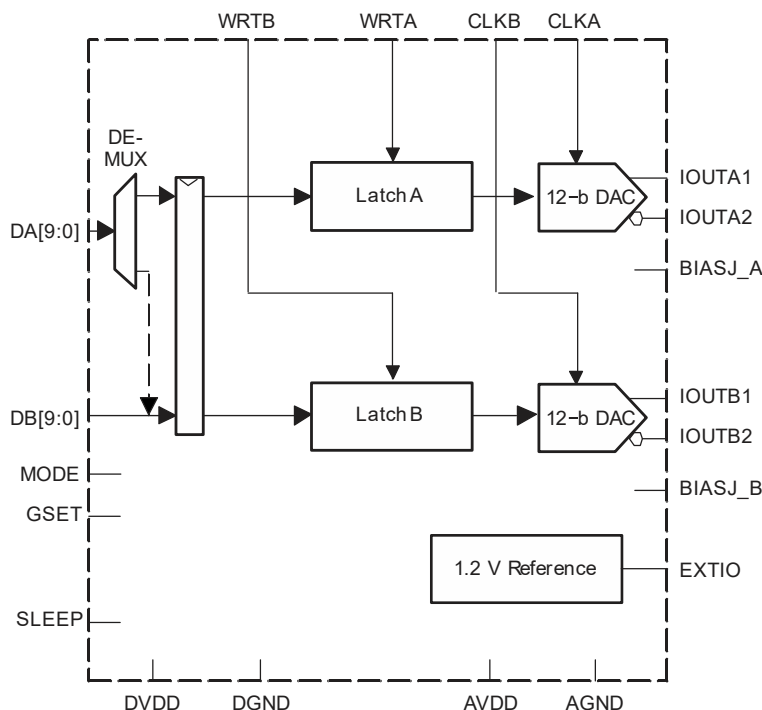 WRTB WRTA CLKB CLKA
DE-
MUX
Latch A
12−b DAC
IOUTA1
IOUTA2
DA[9:0]
BIASJ_A
IOUTB1
Latch B
12−b DAC
DB[9:0]
IOUTB2
MODE
BIASJ_B
GSET
1.2 V Reference
EXTIO
SLEEP
DVDD DGND AVDD AGND